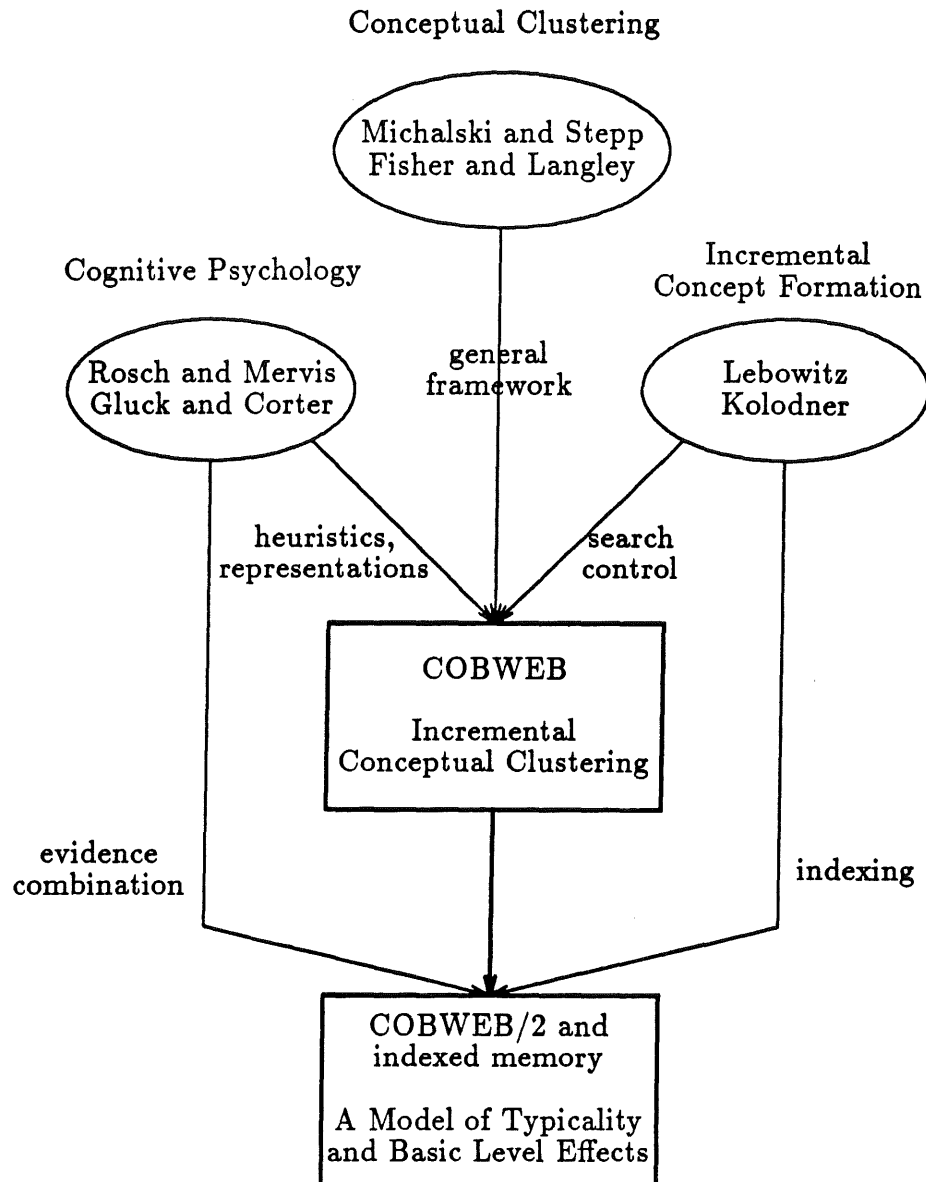 Conceptual Clustering
Michalski and Stepp
Fisher and Langley
Cognitive Psychology
Incremental
Concept Formation
Rosch and Mervis
Gluck and Corter
general
framework
Lebowitz
Kolodner
heuristics,
representations
search
control
COBWEB
Incremental
Conceptual Clustering
evidence
combination
indexing
COBWEB/2 and
indexed memory
A Model of Typicality
and Basic Level Effects